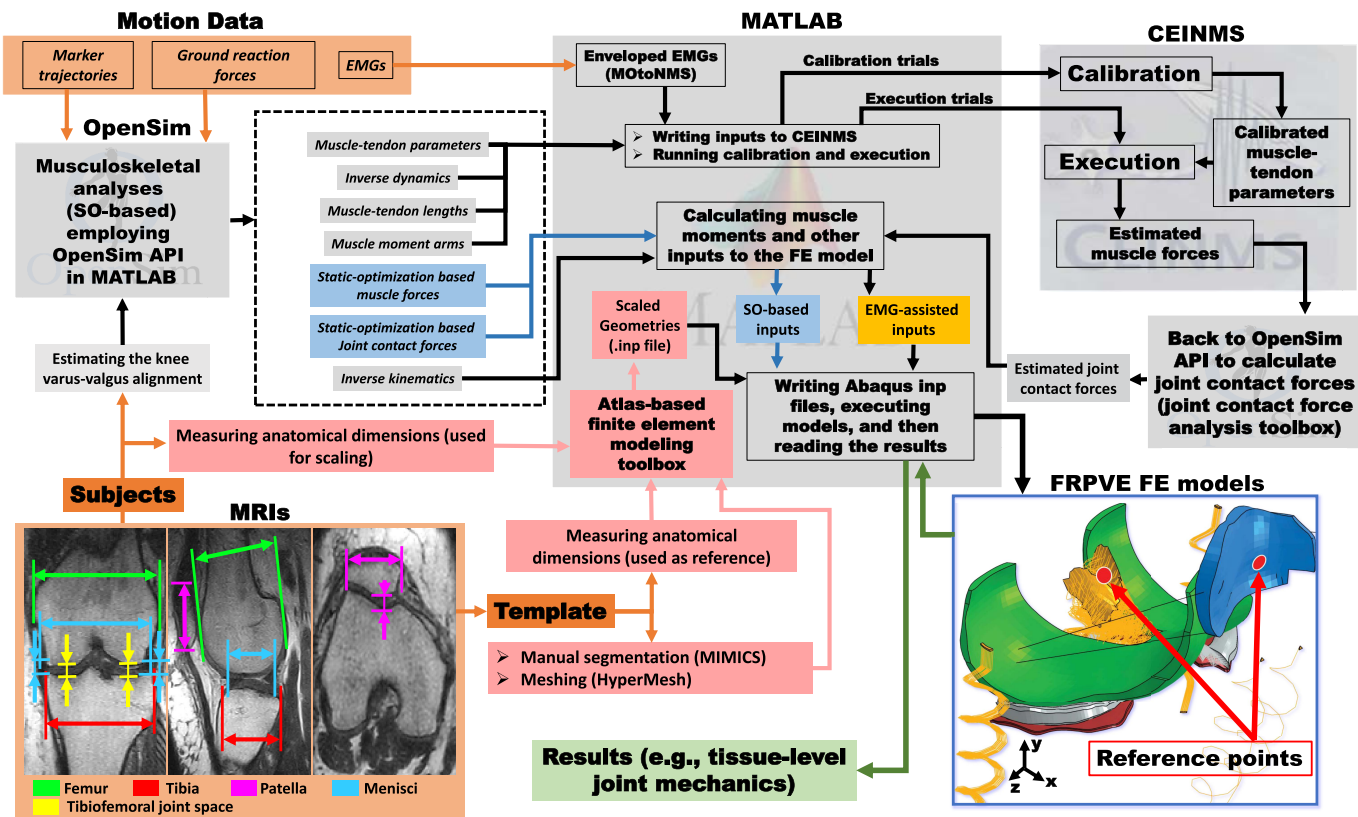 Motion Data
Marker
trajectories
Ground reaction
forces
EMGs
MATLAB
Enveloped EMGs
(MOtoNMS)
Calibration trials
Execution trials
➢ Writing inputs to CEINMS
➢ Running calibration and execution
CEINMS
Calibration
Calibrated
muscle-
tendon
parameters
Execution
Estimated
muscle forces
CEINMS
OpenSim
Musculoskeletal
analyses
(SO-based)
employing
OpenSim API
in MATLAB
OpenSim
Muscle-tendon parameters
Inverse dynamics
Muscle-tendon lengths
Muscle moment arms
Static-optimization based
muscle forces
Static-optimization based
Joint contact forces
Inverse kinematics
Calculating muscle
moments and other
inputs to the FE model
MATLAB
Scaled
Geometries
(.inp file)
SO-based
inputs
EMG-assisted
inputs
Writing Abaqus inp
files, executing
models, and then
reading the results
Atlas-based
finite element
modeling
toolbox
Estimated joint
contact forces
Back to OpenSim
API to calculate
joint contact forces
(joint contact force
analysis toolbox)
Estimating the knee
varus-valgus alignment
Measuring anatomical dimensions (used
for scaling)
Subjects
MRIs
Femur
Tibia
Patella
Menisci
Tibiofemoral joint space
Template
Measuring anatomical
dimensions (used as reference)
➢ Manual segmentation (MIMICS)
➢ Meshing (HyperMesh)
Results (e.g., tissue-level
joint mechanics)
FRPVE FE models
Reference points
y
z
x